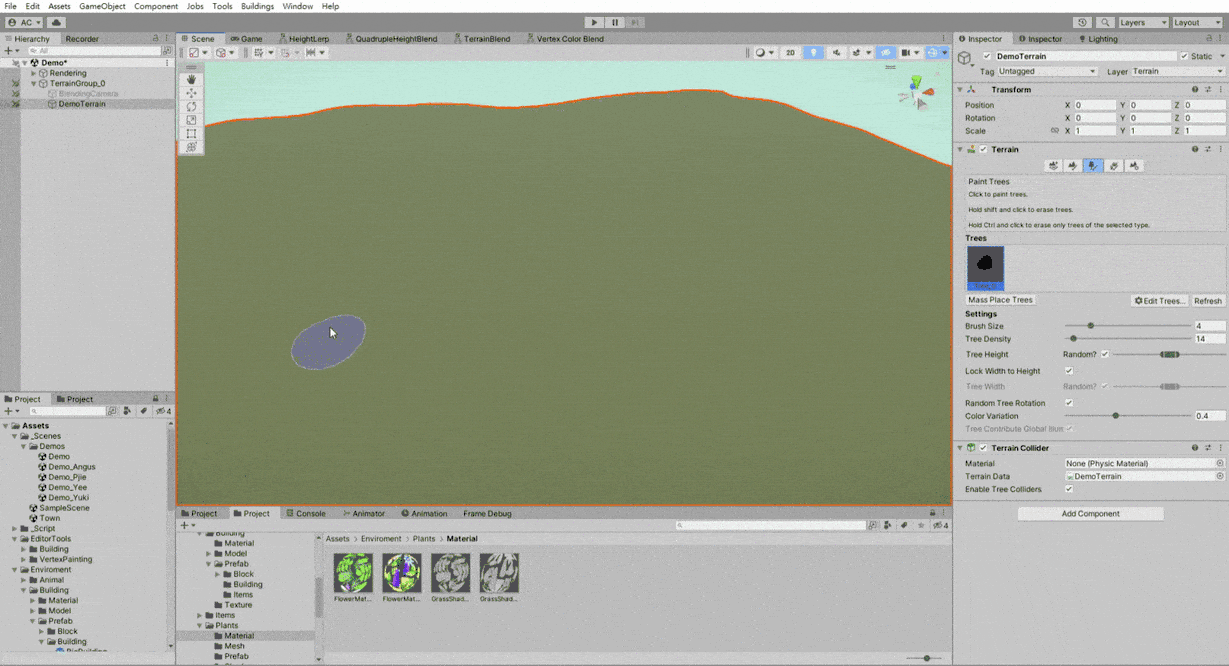 File Edit Assets GameObject Component Jobs Tools Buildings Window Help
AC
Layers Layout
Hierarchy Recorder
All
Demo*
Rendering
TerrainGroup_0
BlendingCamera
DemoTerrain
Scene Game HeightLerp QuadrupleHeightBlend TerrainBlend Vertex Color Blend
2D
Inspector Inspector Lighting
DemoTerrain Static
Tag Untagged Layer Terrain
Transform
Position X 0 Y 0 Z 0
Rotation X 0 Y 0 Z 0
Scale X 1 Y 1 Z 1
Terrain
Paint Trees
Click to paint trees.
Hold shift and click to erase trees.
Hold Ctrl and click to erase only trees of the selected type.
Trees
Mass Place Trees Edit Trees... Refresh
Settings
Brush Size 4
Tree Density 14
Tree Height Random?
Lock Width to Height
Tree Width Random?
Random Tree Rotation
Color Variation 0.4
Tree Contribute Global Illum
Terrain Collider
Material None (Physic Material)
Terrain Data DemoTerrain
Enable Tree Colliders
Add Component
Project Project
4
Assets
_Scenes
Demos
Demo
Demo_Angus
Demo_Pjie
Demo_Yee
Demo_Yuki
SampleScene
Town
_Script
EditorTools
Building
VertexPainting
Enviroment
Animal
Building
Material
Model
Prefab
Block
Building
BigBuilding
Project Project Console Animator Animation Frame Debug
4
Building
Material
Model
Prefab
Block
Building
Items
Texture
Items
Plants
Material
Mesh
Prefab
Assets > Enviroment > Plants > Material
FlowerMat... FlowerMat... GrassShad... GrassShad...